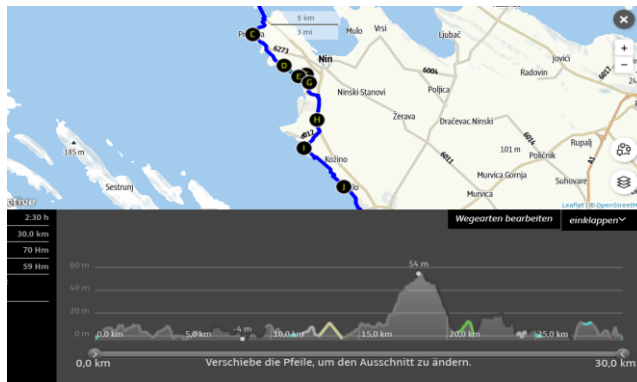 5 km
3 mi
C
Mulo
Vrsi
Ljubač
6273
Nin
D
E
G
6004
Jovići
Radovin
6017
Ninski Stanovi
Poljica
H
Žerava
Dračevac Ninski
6014
101 m
Rupalj
Poličnik
I
Kožino
6011
A1
185 m
Sestrunj
Murvica Gornja
Suhovare
J
Murvica
+
−
Leaflet | © OpenStreetM
2:30 h
30,0 km
70 Hm
59 Hm
Wegearten bearbeiten
einklappen
60 m
54 m
40 m
20 m
0 m
0,0 km
5,0 km
-4 m
10,0 km
15,0 km
20,0 km
25,0 km
0,0 km
Verschiebe die Pfeile, um den Ausschnitt zu ändern.
30,0 km